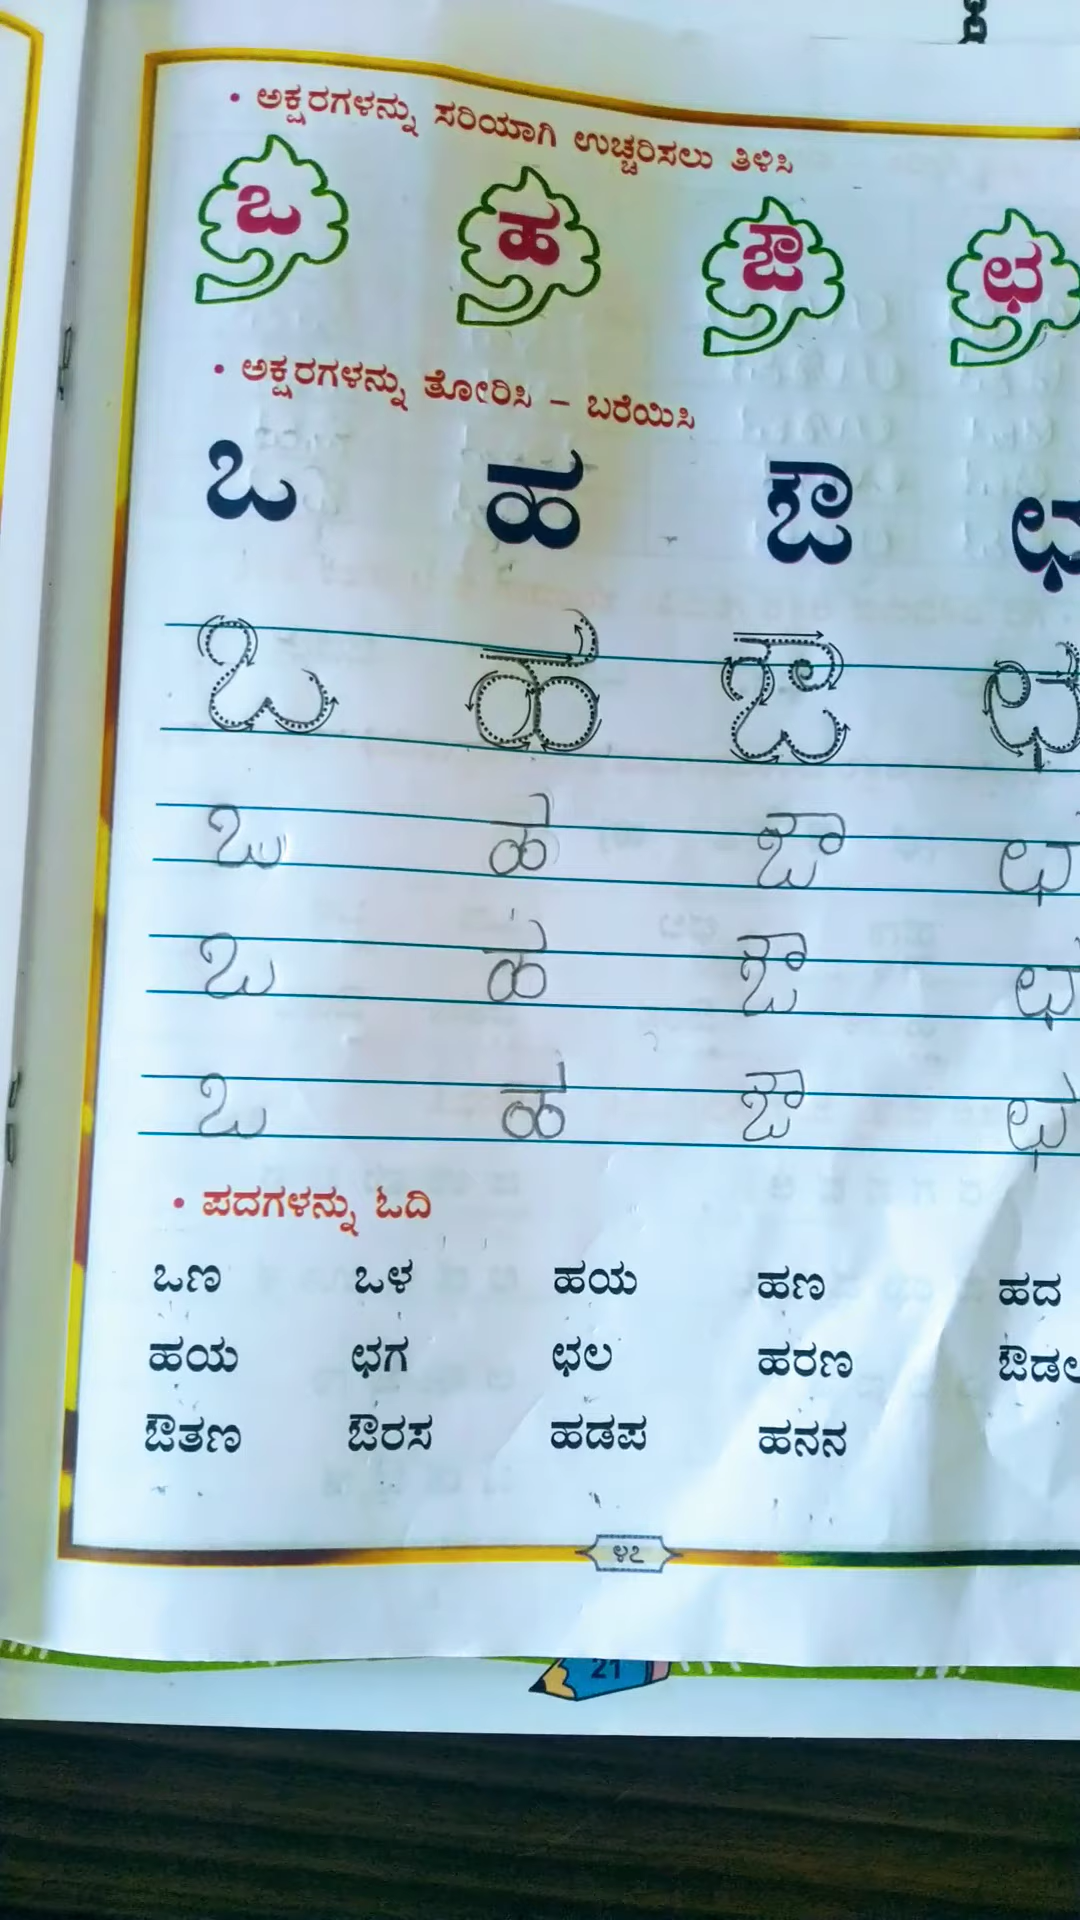 • ಅಕ್ಷರಗಳನ್ನು ಸರಿಯಾಗಿ ಉಚ್ಚರಿಸಲು ತಿಳಿಸಿ
ಒ ಹ ಔ ಛ
• ಅಕ್ಷರಗಳನ್ನು ತೋರಿಸಿ – ಬರೆಯಿಸಿ
ಒ ಹ ಔ ಛ
ಒ ಹ ಔ ಛ
ಒ ಹ ಔ ಛ
ಒ ಹ ಔ ಛ
ಒ ಹ ಔ ಛ
• ಪದಗಳನ್ನು ಓದಿ
ಒಣ ಒಳ ಹಯ ಹಣ ಹದ
ಹಯ ಛಗ ಛಲ ಹರಣ
ಔತಣ ಔರಸ ಹಡಪ ಹನನ
೪೭
21